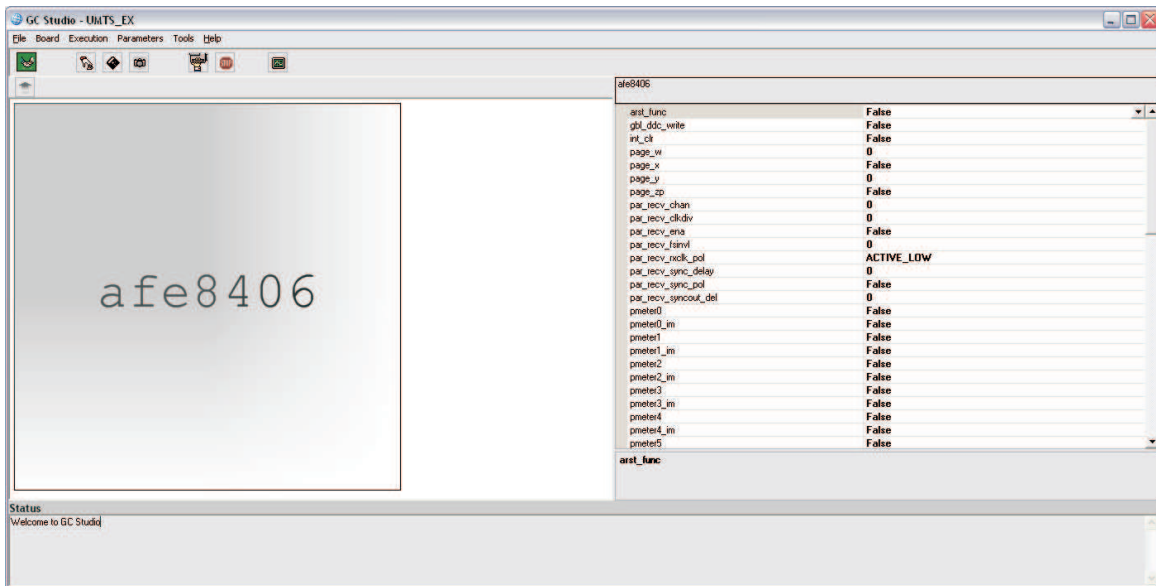 GC Studio - UMTS_EX
File Board Execution Parameters Tools Help
afe8406
afe8406
arst_func False
gbl_ddc_write False
int_clr False
page_w 0
page_x False
page_y 0
page_zp False
par_recv_chan 0
par_recv_clkdiv 0
par_recv_ena False
par_recv_fsinvl 0
par_recv_rxclk_pol ACTIVE_LOW
par_recv_sync_delay 0
par_recv_sync_pol False
par_recv_syncout_del 0
pmeter0 False
pmeter0_im False
pmeter1 False
pmeter1_im False
pmeter2 False
pmeter2_im False
pmeter3 False
pmeter3_im False
pmeter4 False
pmeter4_im False
pmeter5 False
arst_func
Status
Welcome to GC Studio